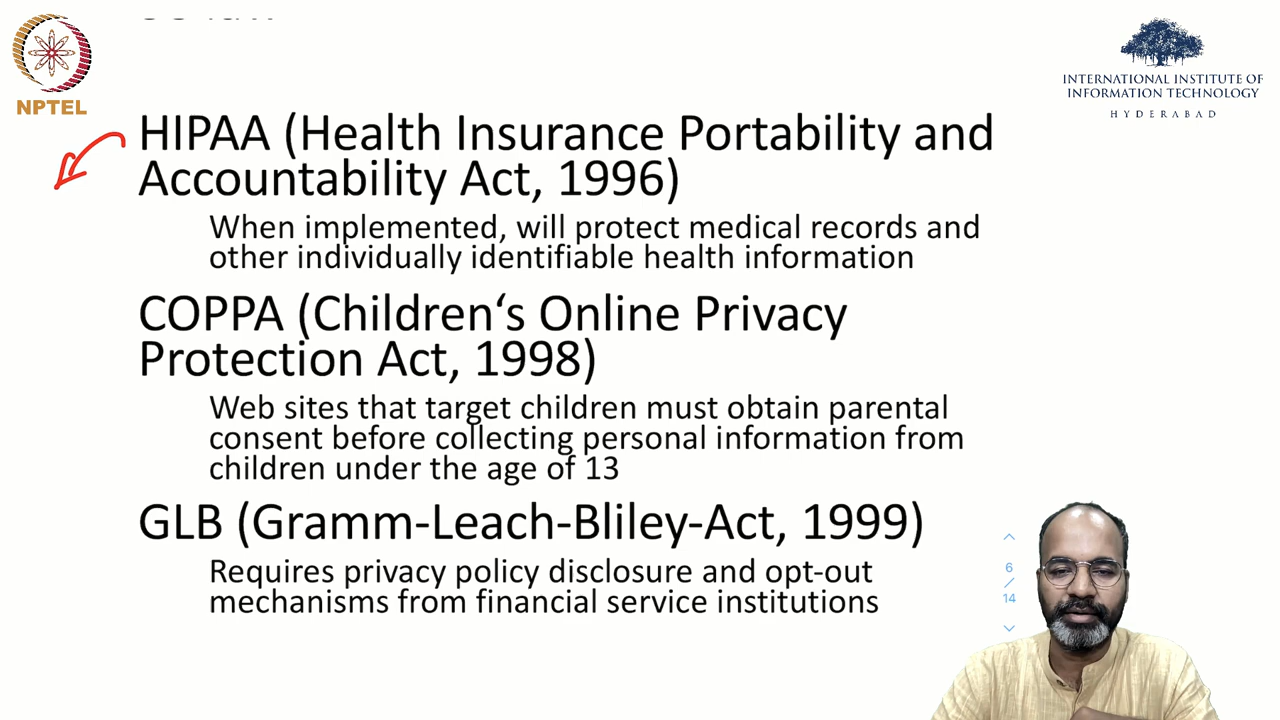 NPTEL
INTERNATIONAL INSTITUTE OF
INFORMATION TECHNOLOGY
HYDERABAD
HIPAA (Health Insurance Portability and
Accountability Act, 1996)
When implemented, will protect medical records and
other individually identifiable health information
COPPA (Children‘s Online Privacy
Protection Act, 1998)
Web sites that target children must obtain parental
consent before collecting personal information from
children under the age of 13
GLB (Gramm-Leach-Bliley-Act, 1999)
Requires privacy policy disclosure and opt-out
mechanisms from financial service institutions
6
/
14